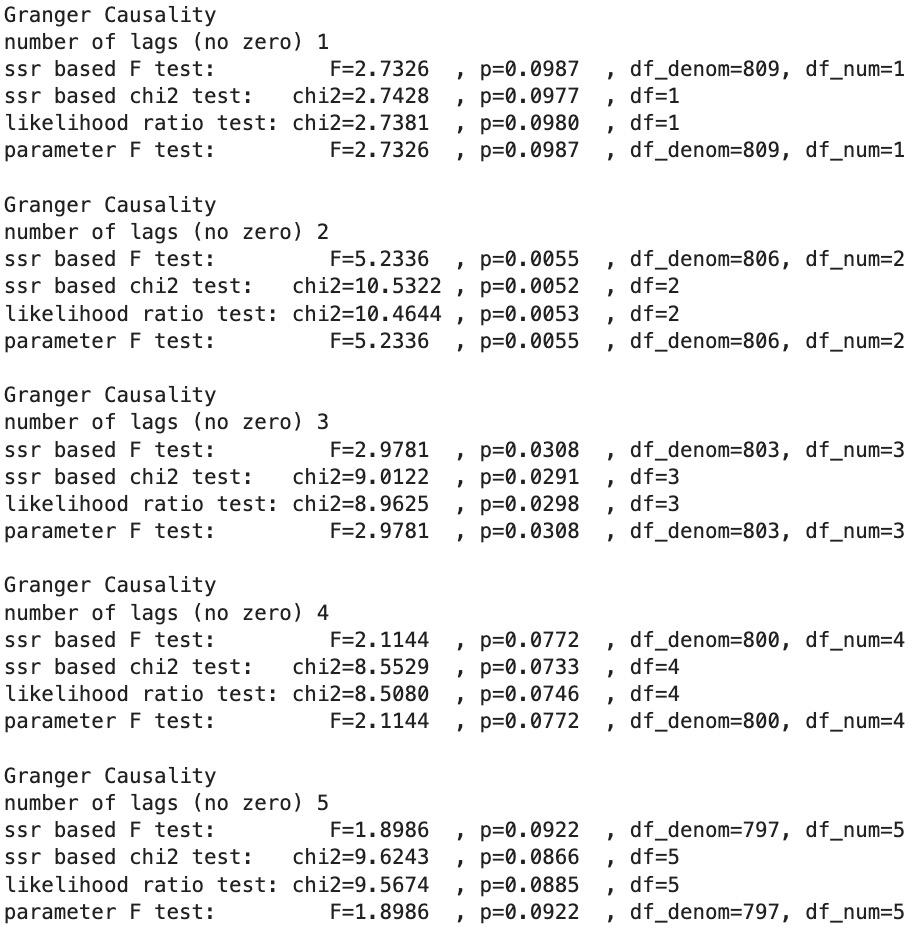 Granger Causality
number of lags (no zero) 1
ssr based F test:         F=2.7326  , p=0.0987  , df_denom=809, df_num=1
ssr based chi2 test:   chi2=2.7428  , p=0.0977  , df=1
likelihood ratio test: chi2=2.7381  , p=0.0980  , df=1
parameter F test:         F=2.7326  , p=0.0987  , df_denom=809, df_num=1

Granger Causality
number of lags (no zero) 2
ssr based F test:         F=5.2336  , p=0.0055  , df_denom=806, df_num=2
ssr based chi2 test:   chi2=10.5322 , p=0.0052  , df=2
likelihood ratio test: chi2=10.4644 , p=0.0053  , df=2
parameter F test:         F=5.2336  , p=0.0055  , df_denom=806, df_num=2

Granger Causality
number of lags (no zero) 3
ssr based F test:         F=2.9781  , p=0.0308  , df_denom=803, df_num=3
ssr based chi2 test:   chi2=9.0122  , p=0.0291  , df=3
likelihood ratio test: chi2=8.9625  , p=0.0298  , df=3
parameter F test:         F=2.9781  , p=0.0308  , df_denom=803, df_num=3

Granger Causality
number of lags (no zero) 4
ssr based F test:         F=2.1144  , p=0.0772  , df_denom=800, df_num=4
ssr based chi2 test:   chi2=8.5529  , p=0.0733  , df=4
likelihood ratio test: chi2=8.5080  , p=0.0746  , df=4
parameter F test:         F=2.1144  , p=0.0772  , df_denom=800, df_num=4

Granger Causality
number of lags (no zero) 5
ssr based F test:         F=1.8986  , p=0.0922  , df_denom=797, df_num=5
ssr based chi2 test:   chi2=9.6243  , p=0.0866  , df=5
likelihood ratio test: chi2=9.5674  , p=0.0885  , df=5
parameter F test:         F=1.8986  , p=0.0922  , df_denom=797, df_num=5